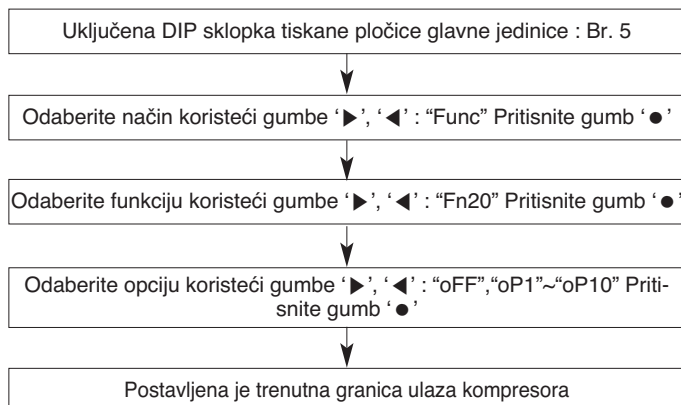 Uključena DIP sklopka tiskane pločice glavne jedinice : Br. 5
Odaberite način koristeći gumbe ‘▶’, ‘◀’ : “Func” Pritisnite gumb ‘●’
Odaberite funkciju koristeći gumbe ‘▶’, ‘◀’ : “Fn20” Pritisnite gumb ‘●’
Odaberite opciju koristeći gumbe ‘▶’, ‘◀’ : “oFF”,“oP1”~“oP10” Priti-
snite gumb ‘●’
Postavljena je trenutna granica ulaza kompresora